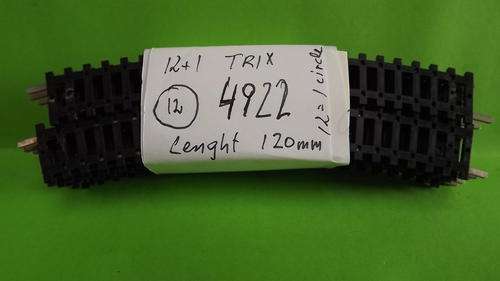 12+1 TRIX
12 4922
Lenght 120mm
12=1 circle